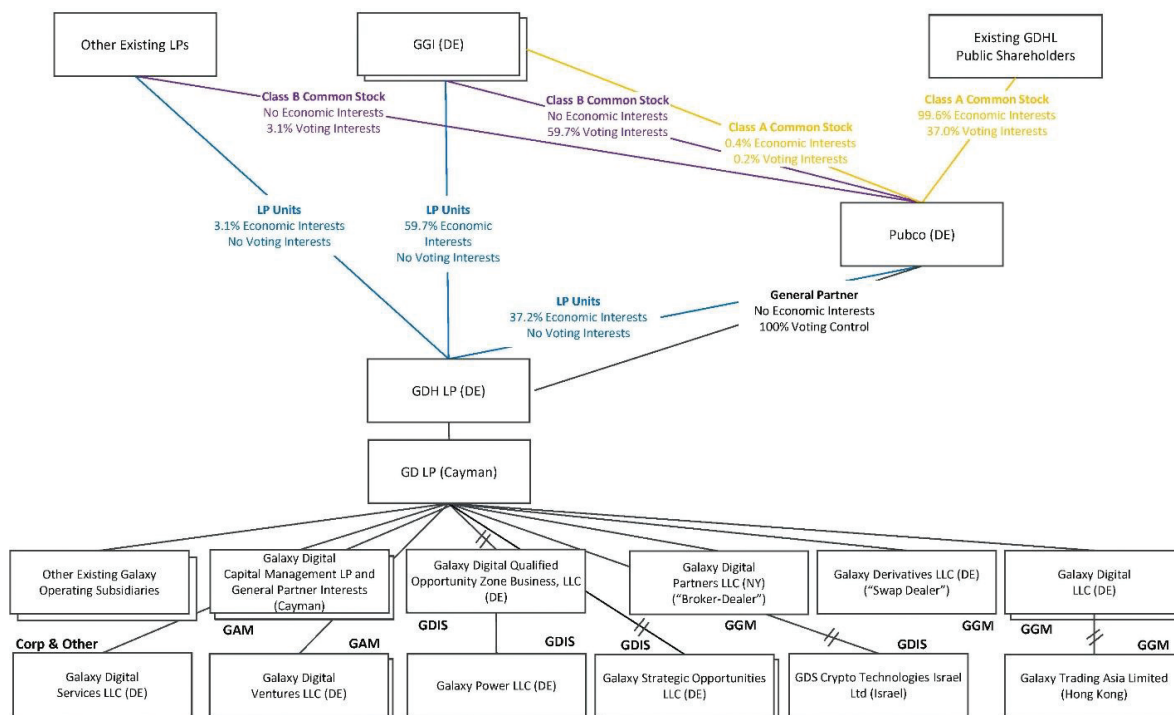 Other Existing LPs
GGI (DE)
Existing GDHL
Public Shareholders
Class B Common Stock
No Economic Interests
3.1% Voting Interests
Class B Common Stock
No Economic Interests
59.7% Voting Interests
Class A Common Stock
0.4% Economic Interests
0.2% Voting Interests
Class A Common Stock
99.6% Economic Interests
37.0% Voting Interests
LP Units
3.1% Economic Interests
No Voting Interests
LP Units
59.7% Economic
Interests
No Voting Interests
Pubco (DE)
LP Units
37.2% Economic Interests
No Voting Interests
General Partner
No Economic Interests
100% Voting Control
GDH LP (DE)
GD LP (Cayman)
Other Existing Galaxy
Operating Subsidiaries
Galaxy Digital
Capital Management LP and
General Partner Interests
(Cayman)
Galaxy Digital Qualified
Opportunity Zone Business, LLC
(DE)
Galaxy Digital
Partners LLC (NY)
("Broker-Dealer")
Galaxy Derivatives LLC (DE)
("Swap Dealer")
Galaxy Digital
LLC (DE)
Corp & Other
GAM
GAM
GDIS
GDIS
GDIS
GGM
GDIS
GGM
GGM
GGM
Galaxy Digital
Services LLC (DE)
Galaxy Digital
Ventures LLC (DE)
Galaxy Power LLC (DE)
Galaxy Strategic Opportunities
LLC (DE)
GDS Crypto Technologies Israel
Ltd (Israel)
Galaxy Trading Asia Limited
(Hong Kong)